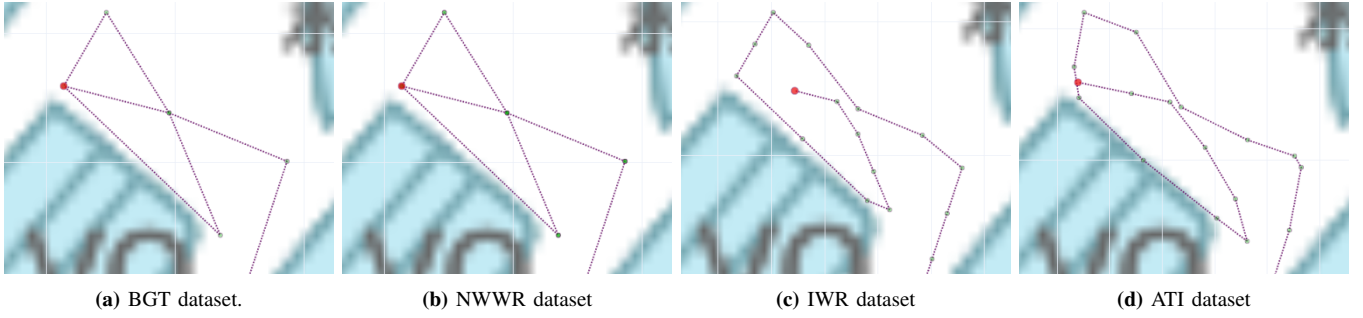 (a) BGT dataset.
(b) NWWR dataset
(c) IWR dataset
(d) ATI dataset